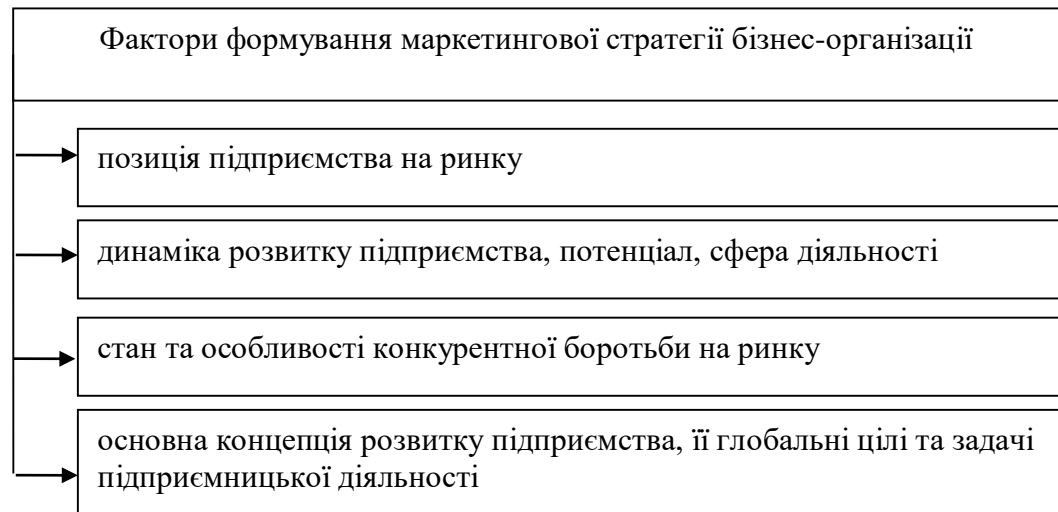 Фактори формування маркетингової стратегії бізнес-організації
позиція підприємства на ринку
динаміка розвитку підприємства, потенціал, сфера діяльності
стан та особливості конкурентної боротьби на ринку
основна концепція розвитку підприємства, її глобальні цілі та задачі
підприємницької діяльності